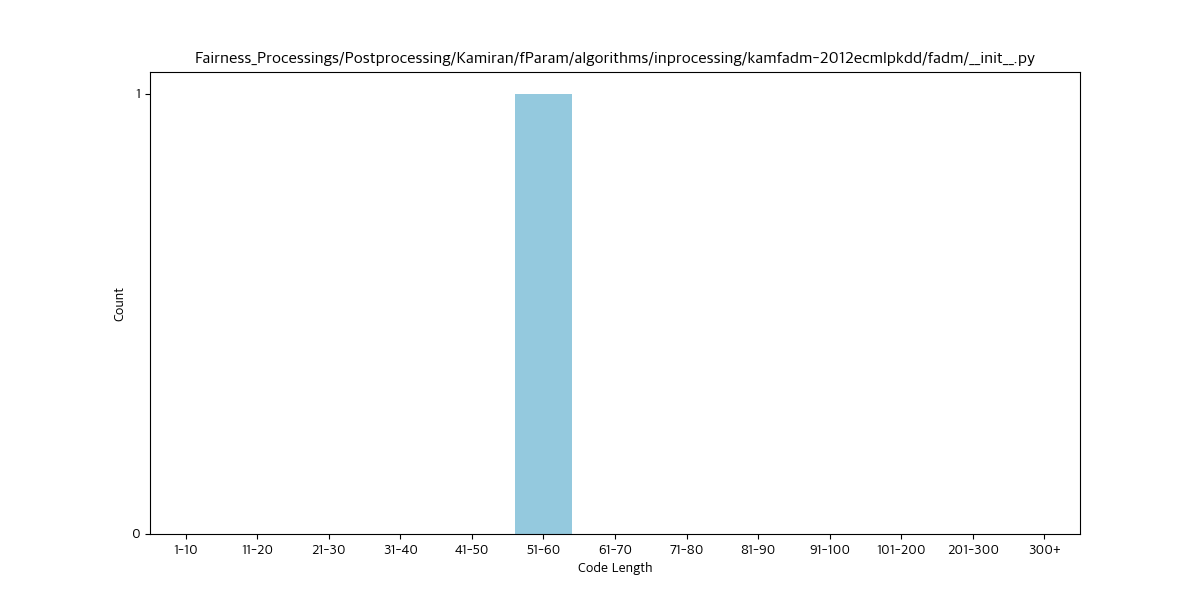 Fairness_Processings/Postprocessing/Kamiran/fParam/algorithms/inprocessing/kamfadm-2012ecmlpkdd/fadm/__init__.py
1
Count
0
1-10 11-20 21-30 31-40 41-50 51-60 61-70 71-80 81-90 91-100 101-200 201-300 300+
Code Length